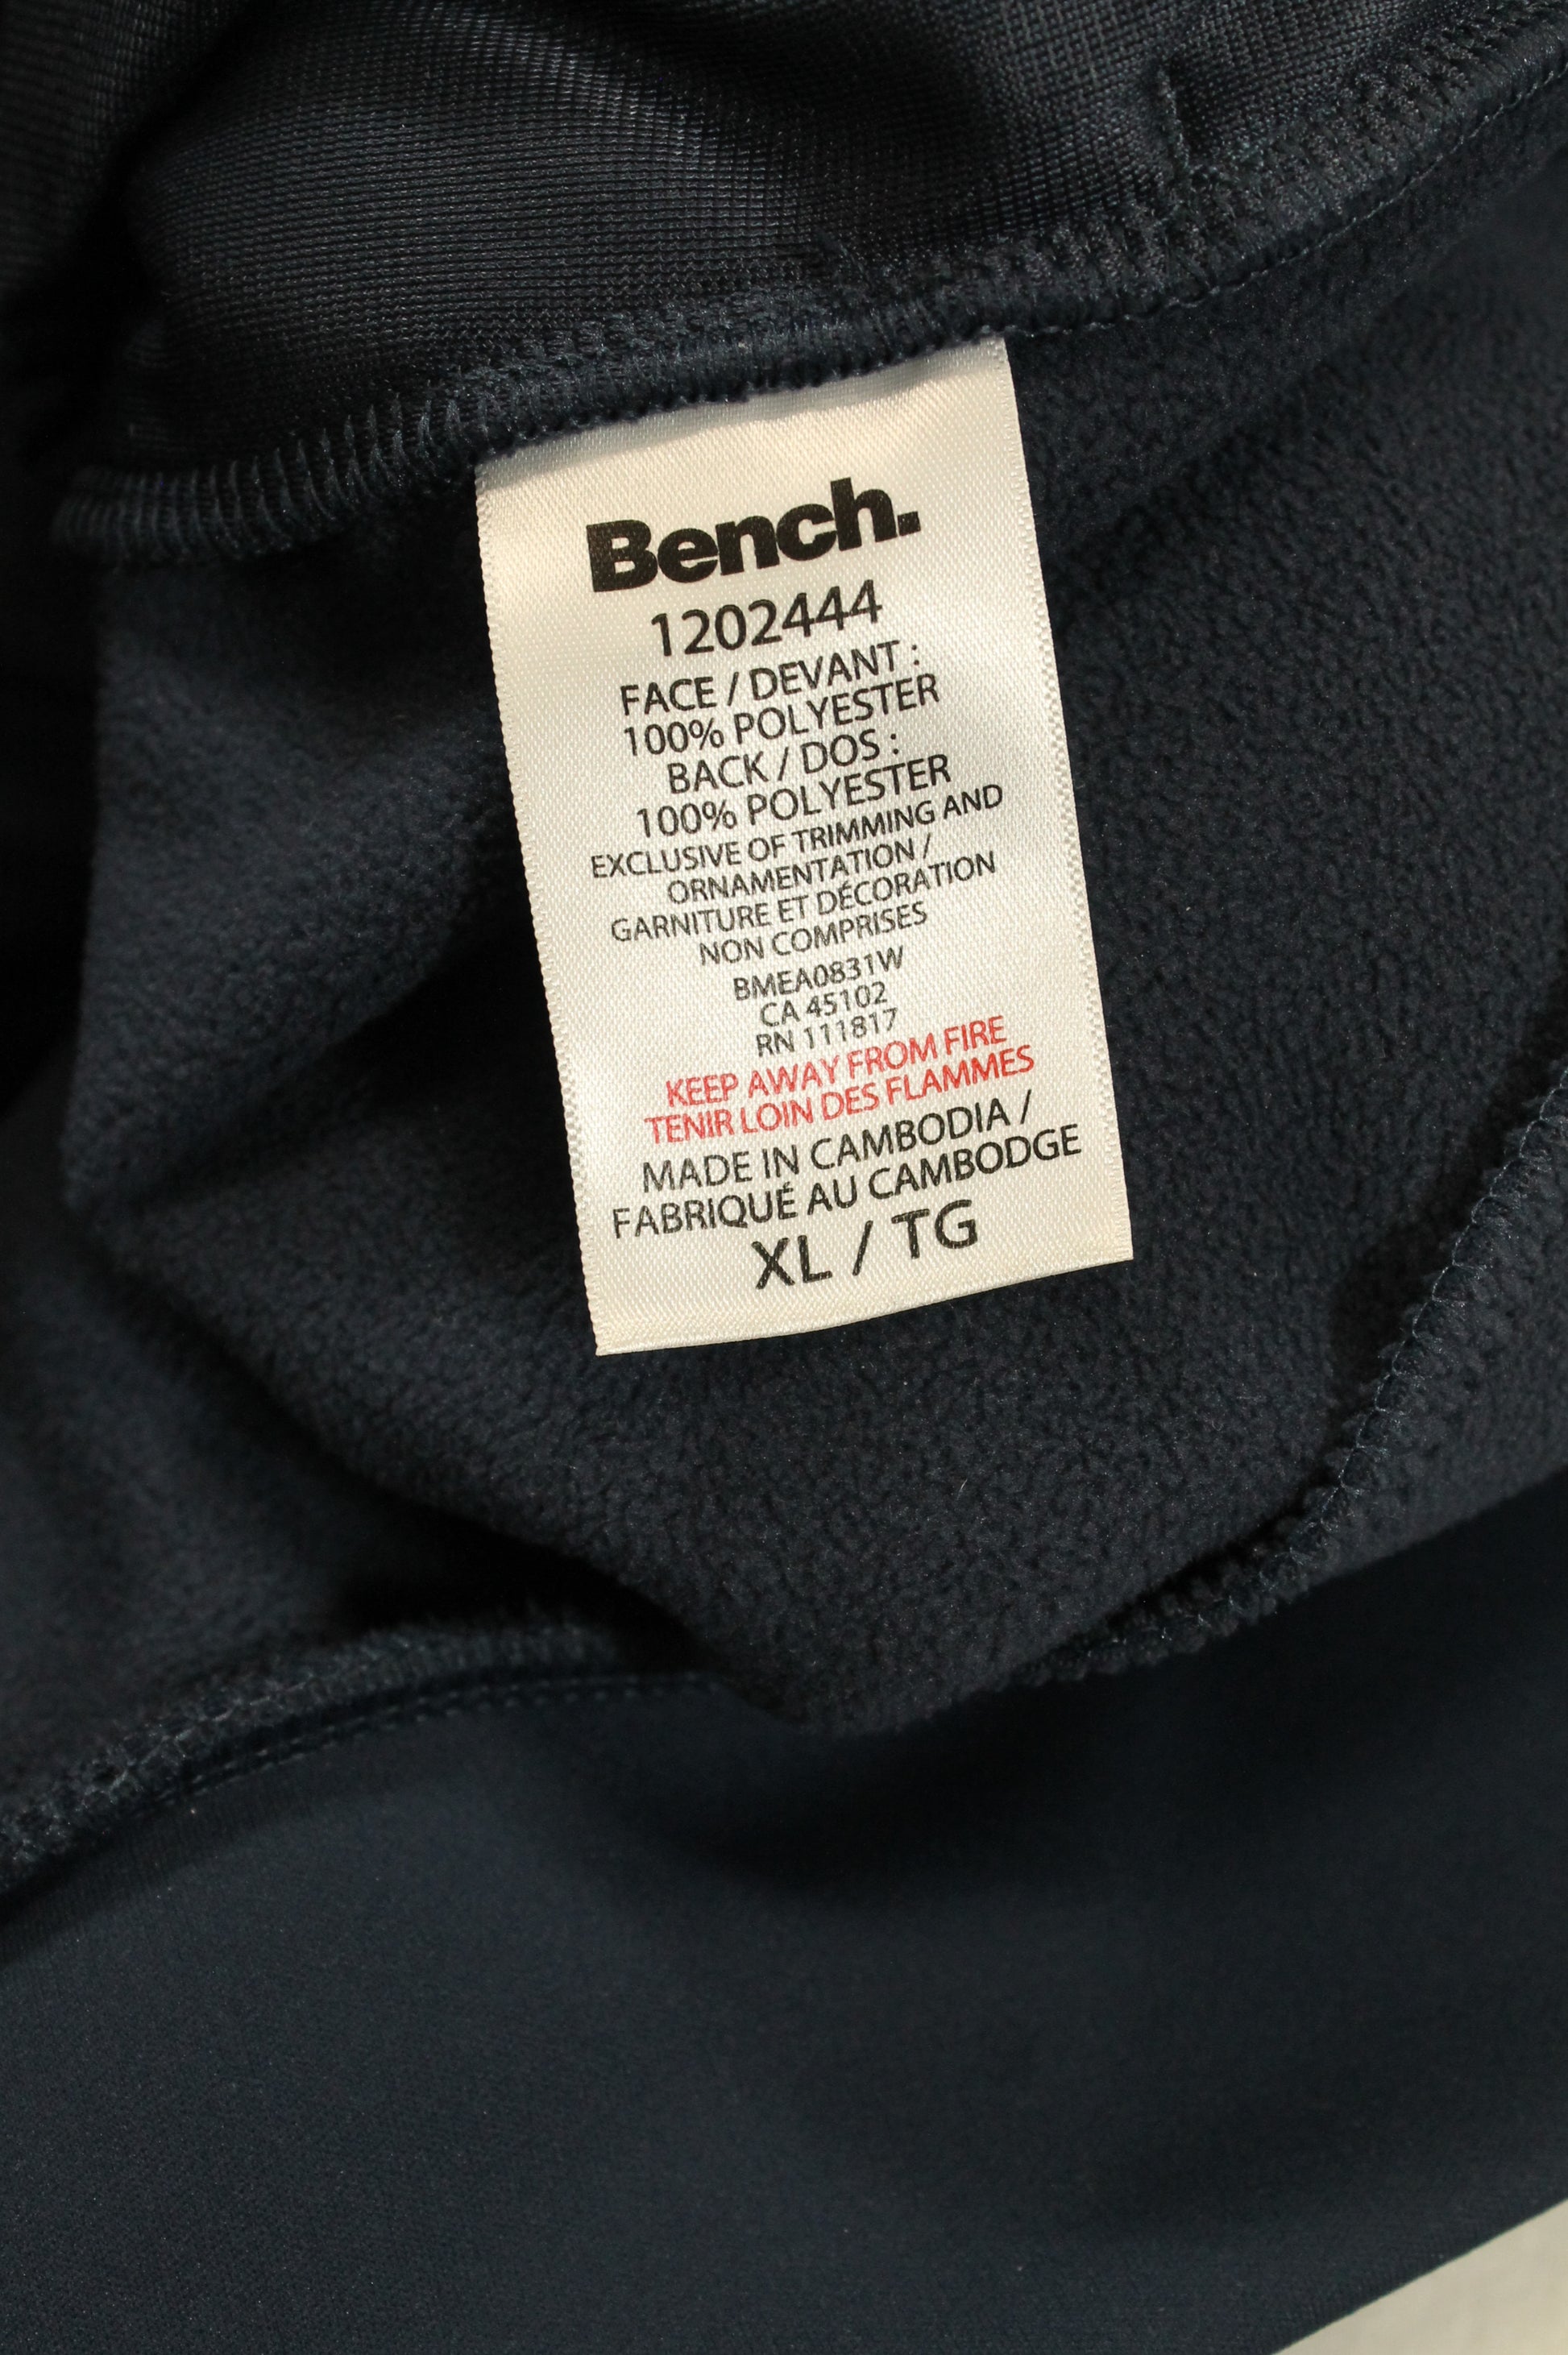 Bench.
1202444
FACE / DEVANT :
100% POLYESTER
BACK / DOS :
100% POLYESTER
EXCLUSIVE OF TRIMMING AND
ORNAMENTATION /
GARNITURE ET DÉCORATION
NON COMPRISES
BMEA0831W
CA 45102
RN 111817
KEEP AWAY FROM FIRE
TENIR LOIN DES FLAMMES
MADE IN CAMBODIA /
FABRIQUÉ AU CAMBODGE
XL / TG